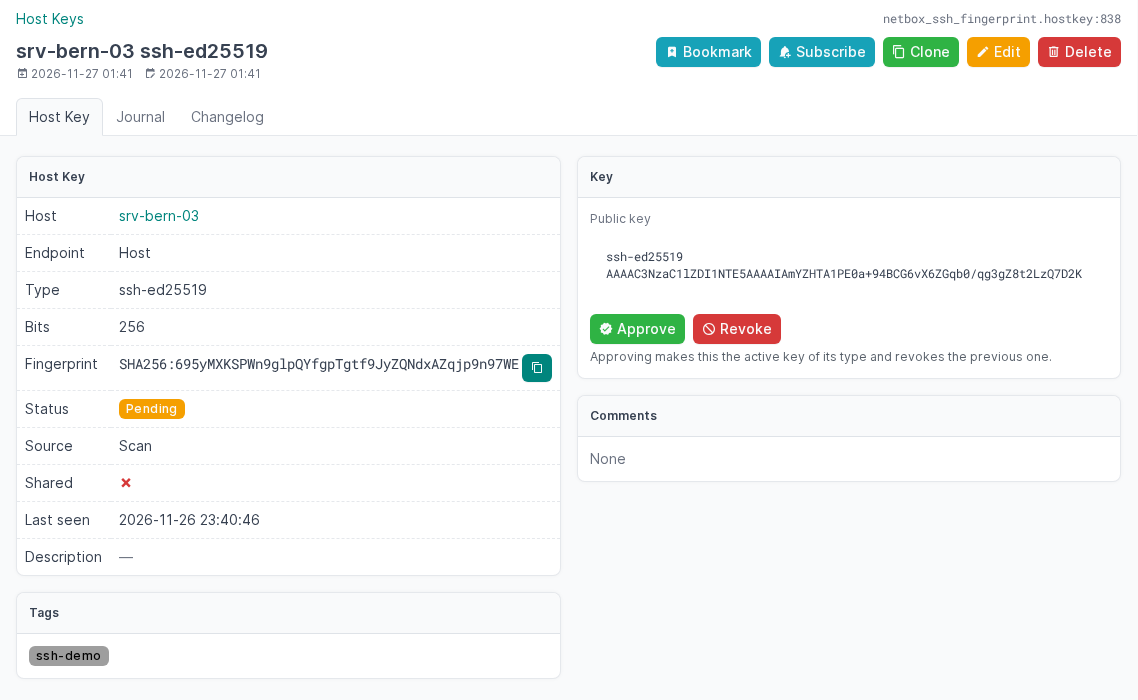 Host Keys
netbox_ssh_fingerprint.hostkey:838
srv-bern-03 ssh-ed25519
Bookmark Subscribe Clone Edit Delete
2026-11-27 01:41 2026-11-27 01:41
Host Key Journal Changelog
Host Key
Host srv-bern-03
Endpoint Host
Type ssh-ed25519
Bits 256
Fingerprint SHA256:695yMXKSPWn9glpQYfgpTgtf9JyZQNdxAZqjp9n97WE
Status Pending
Source Scan
Shared
Last seen 2026-11-26 23:40:46
Description —
Tags
ssh-demo
Key
Public key
ssh-ed25519
AAAAC3NzaC1lZDI1NTE5AAAAIAmYZHTA1PE0a+94BCG6vX6ZGqb0/qg3gZ8t2LzQ7D2K
Approve Revoke
Approving makes this the active key of its type and revokes the previous one.
Comments
None